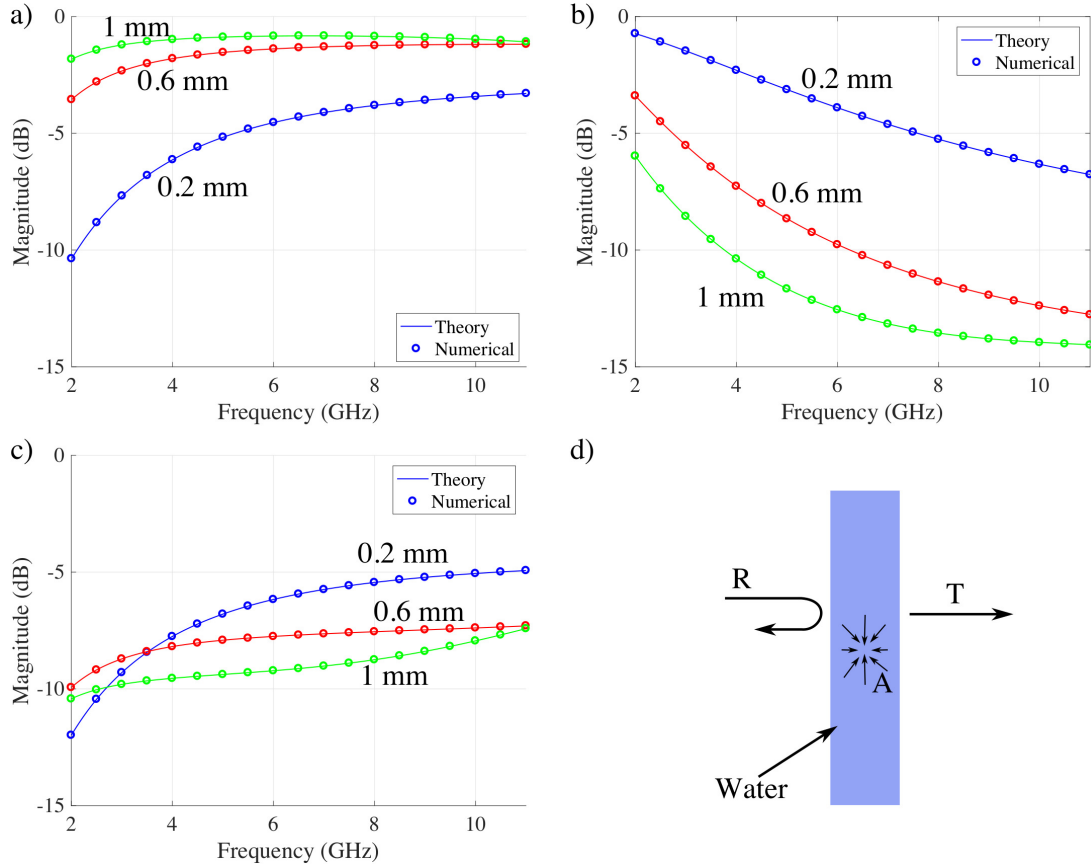 a)
0
-5
-10
-15
Magnitude (dB)
1 mm
0.6 mm
0.2 mm
Theory
Numerical
2
4
6
8
10
Frequency (GHz)
b)
0
-5
-10
-15
Magnitude (dB)
Theory
Numerical
0.2 mm
0.6 mm
1 mm
2
4
6
8
10
Frequency (GHz)
c)
0
-5
-10
-15
Magnitude (dB)
Theory
Numerical
0.2 mm
0.6 mm
1 mm
2
4
6
8
10
Frequency (GHz)
d)
R
T
A
Water